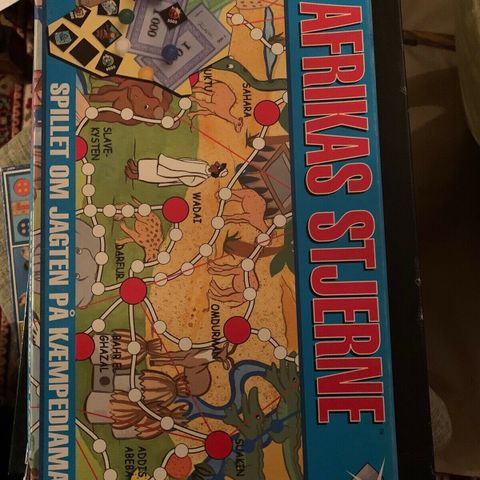 AFRIKAS STJERNE
SPILLET OM JAGTEN PÅ KÆMPEDIAMA
SAHARA
SLAVE-
KYSTEN
WADAI
DARFUR
OMDURMAN
BAHR EL
GHAZAL
SUAKIN
ADDIS
ABEBA